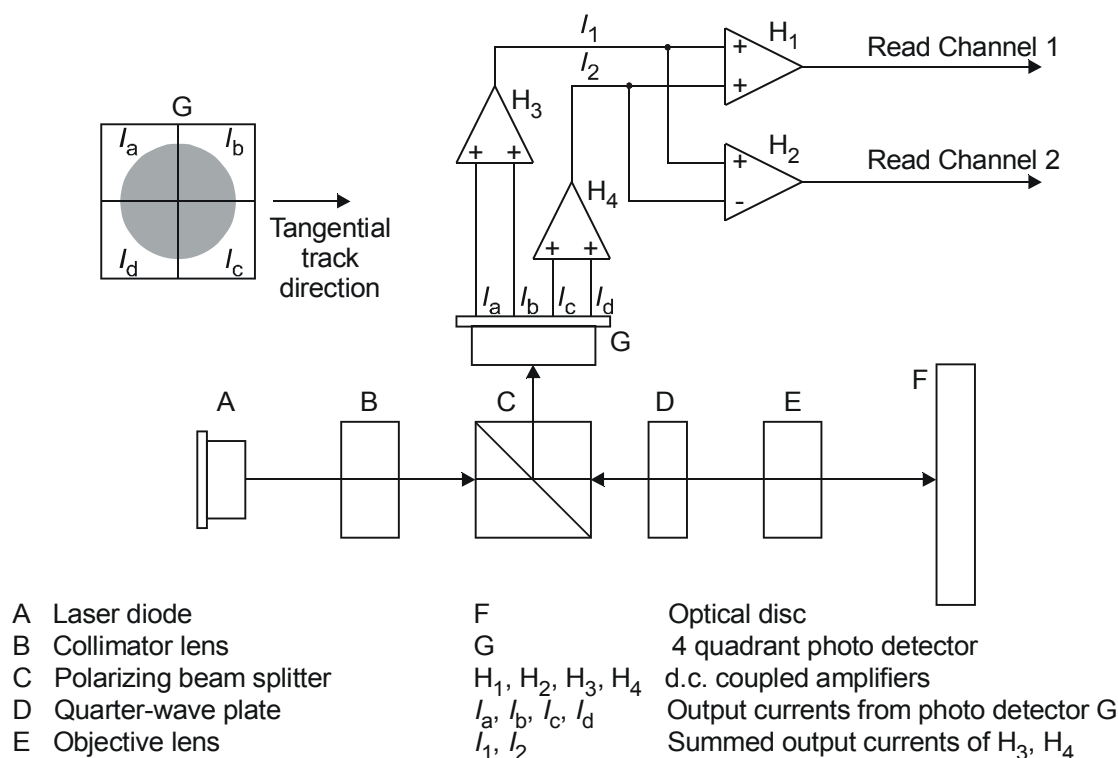 I1
H1
Read Channel 1
+
I2
+
H3
G
Ia Ib
H2
+ +
+
Read Channel 2
H4
-
Tangential
track
direction
Id Ic
+ +
Ia Ib Ic Id
G
F
A B C D E
A Laser diode F Optical disc
B Collimator lens G 4 quadrant photo detector
C Polarizing beam splitter H1, H2, H3, H4 d.c. coupled amplifiers
D Quarter-wave plate Ia, Ib, Ic, Id Output currents from photo detector G
E Objective lens I1, I2 Summed output currents of H3, H4